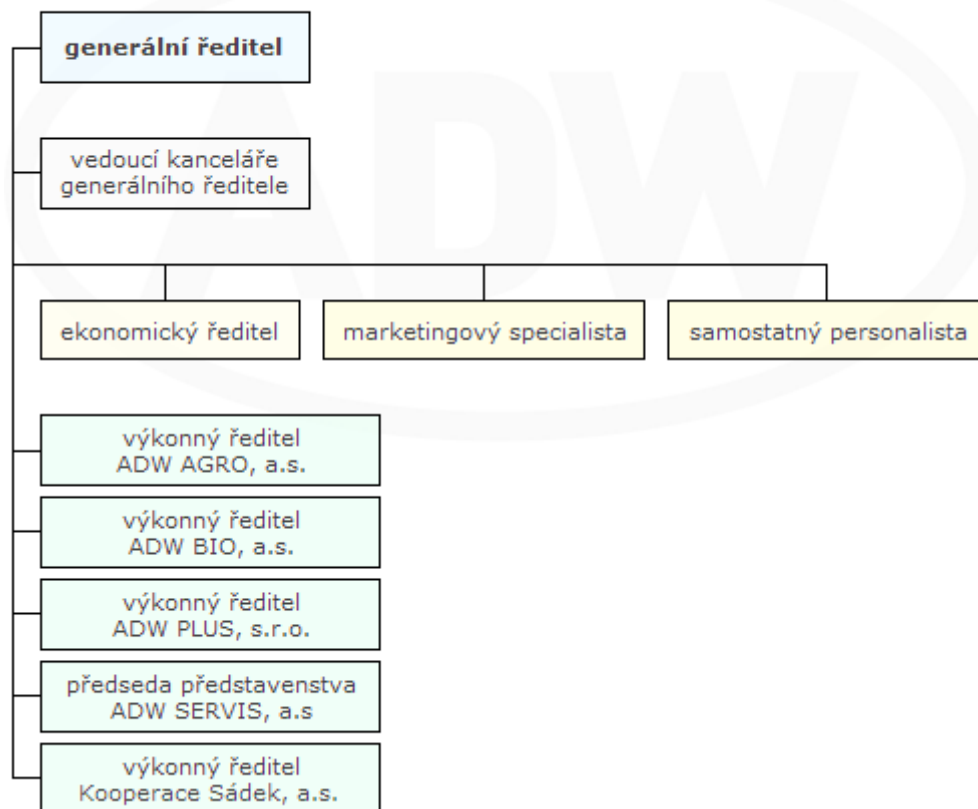 ADW
generální ředitel
vedoucí kanceláře
generálního ředitele
ekonomický ředitel
marketingový specialista
samostatný personalista
výkonný ředitel
ADW AGRO, a.s.
výkonný ředitel
ADW BIO, a.s.
výkonný ředitel
ADW PLUS, s.r.o.
předseda představenstva
ADW SERVIS, a.s
výkonný ředitel
Kooperace Sádek, a.s.